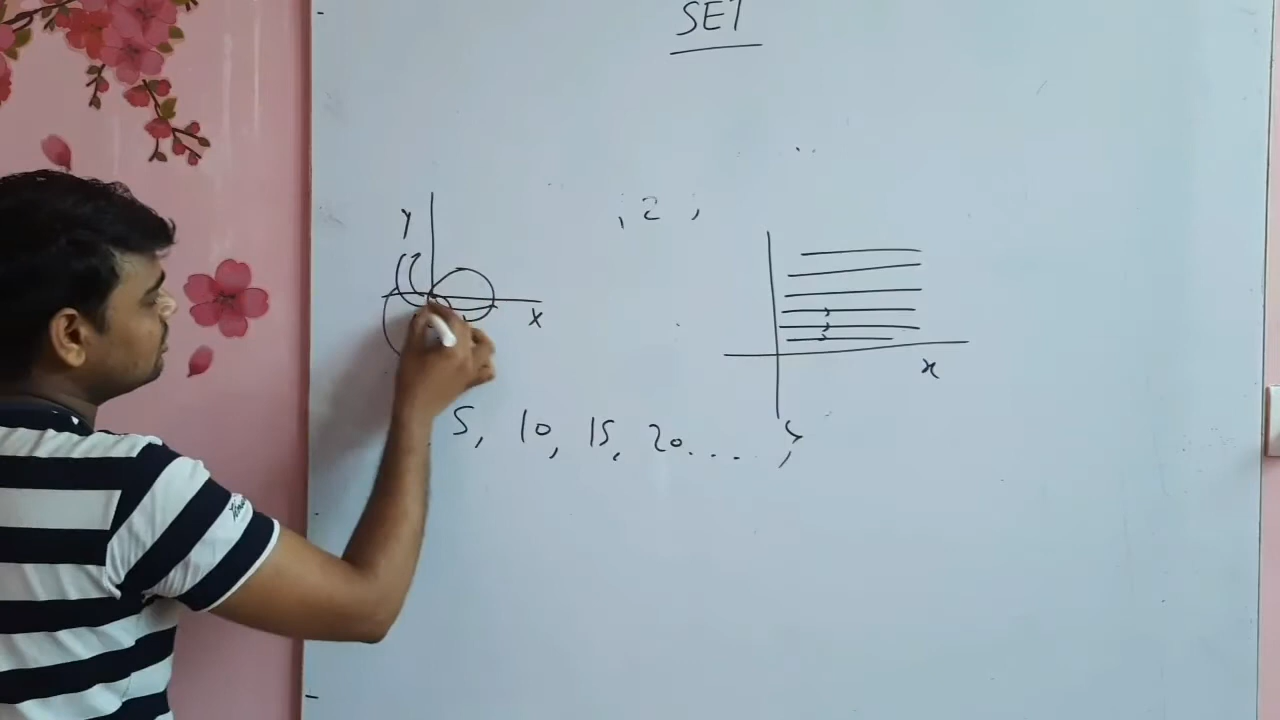 SET
, 2 ,
Y
X
x
5, 10, 15, 20.... }